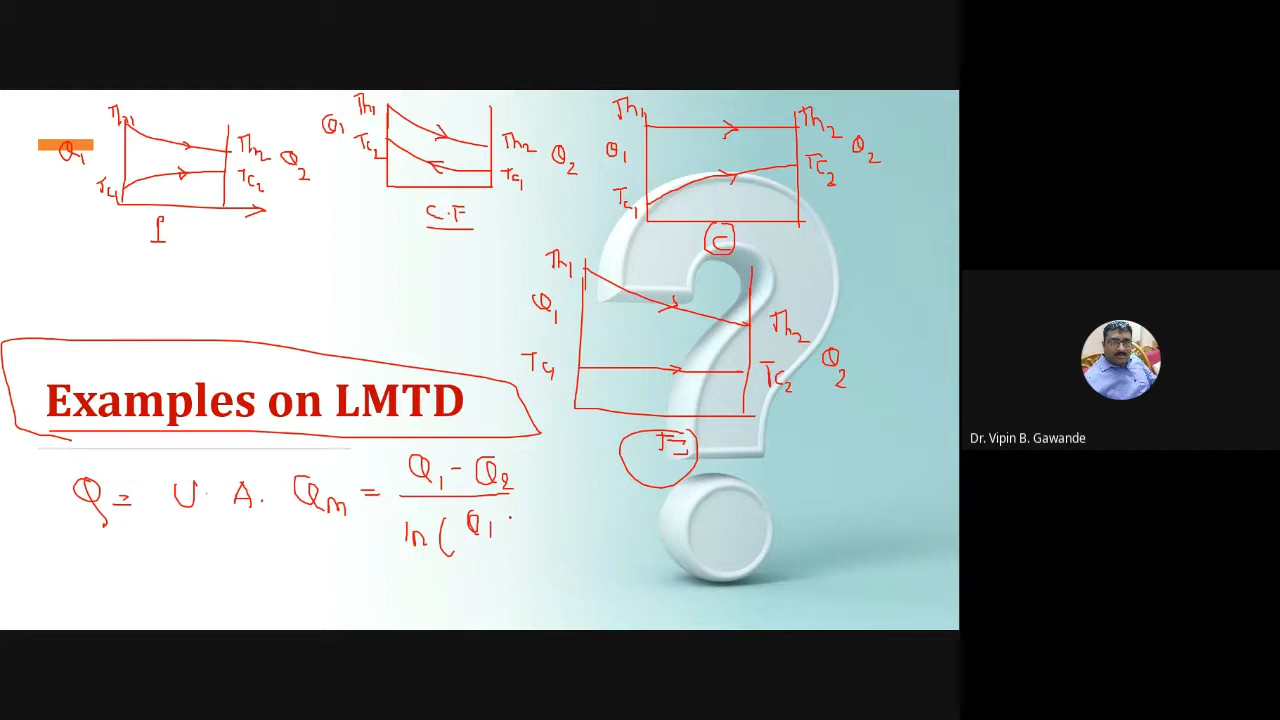 Th1 Th2 Tc1 Tc2 θ1 θ2
P
Th1 Th2 Tc2 Tc1 θ1 θ2
C.F
Th1 Th2 Tc1 Tc2 θ1 θ2
C
Th1 Th2 Tc1 Tc2 θ1 θ2
E
Examples on LMTD
Q = U. A. θm = θ1 - θ2
ln ( θ1
Dr. Vipin B. Gawande